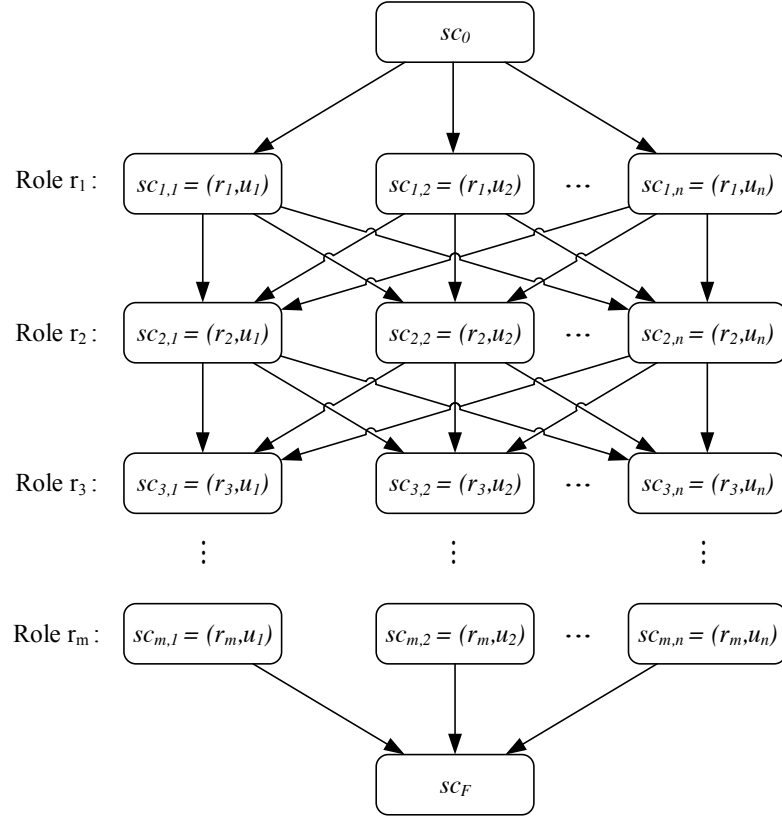 sc0
Role r1 : sc1,1 = (r1,u1) sc1,2 = (r1,u2) ... sc1,n = (r1,un)
Role r2 : sc2,1 = (r2,u1) sc2,2 = (r2,u2) ... sc2,n = (r2,un)
Role r3 : sc3,1 = (r3,u1) sc3,2 = (r3,u2) ... sc3,n = (r3,un)
⋮ ⋮ ⋮
Role rm : scm,1 = (rm,u1) scm,2 = (rm,u2) ... scm,n = (rm,un)
scF